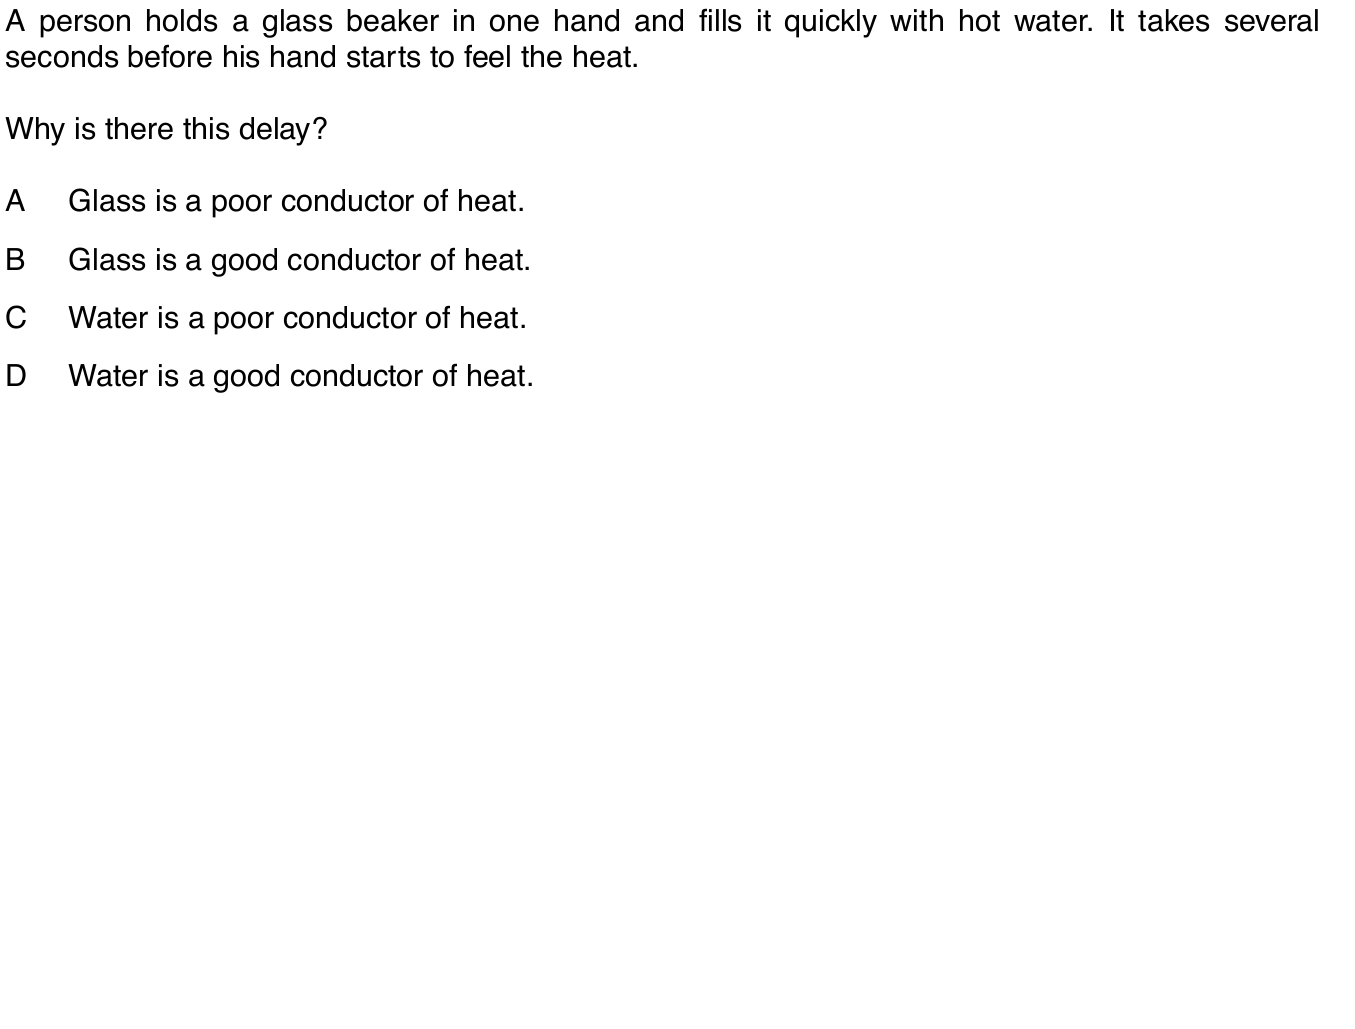 A person holds a glass beaker in one hand and fills it quickly with hot water. It takes several
seconds before his hand starts to feel the heat.
Why is there this delay?
A Glass is a poor conductor of heat.
B Glass is a good conductor of heat.
C Water is a poor conductor of heat.
D Water is a good conductor of heat.